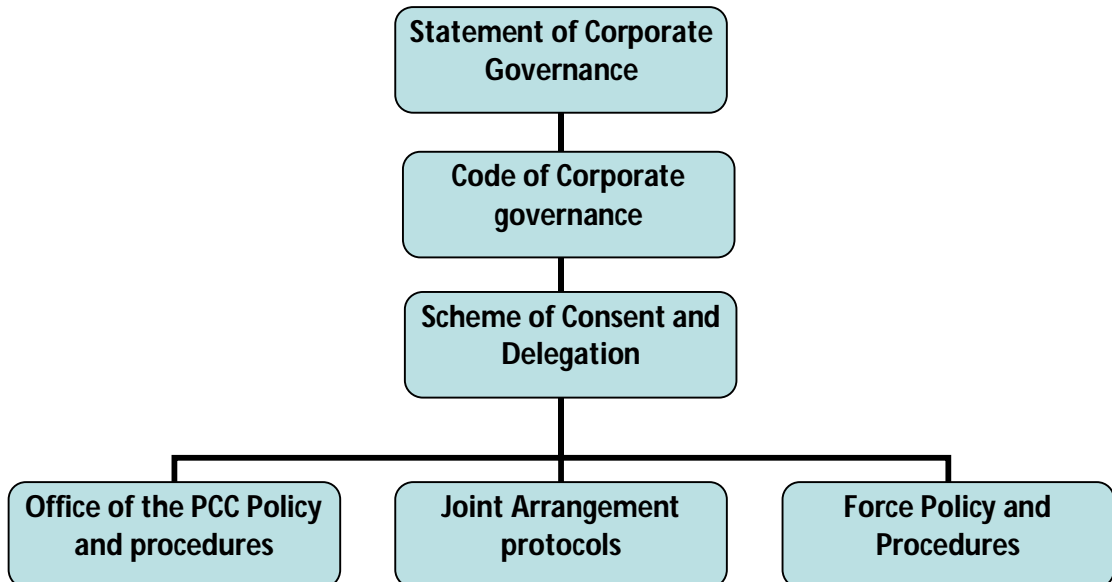 Statement of Corporate
Governance
Code of Corporate
governance
Scheme of Consent and
Delegation
Office of the PCC Policy
and procedures
Joint Arrangement
protocols
Force Policy and
Procedures